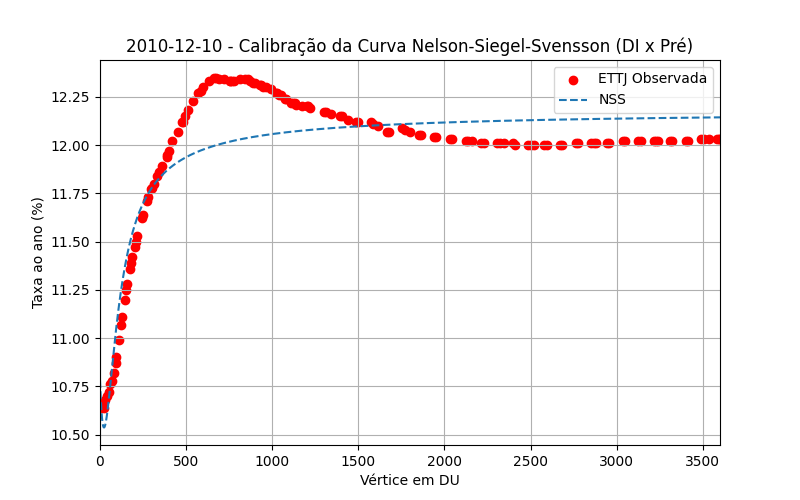 2010-12-10 - Calibração da Curva Nelson-Siegel-Svensson (DI x Pré)
ETTJ Observada
NSS
Taxa ao ano (%)
12.25
12.00
11.75
11.50
11.25
11.00
10.75
10.50
0 500 1000 1500 2000 2500 3000 3500
Vértice em DU